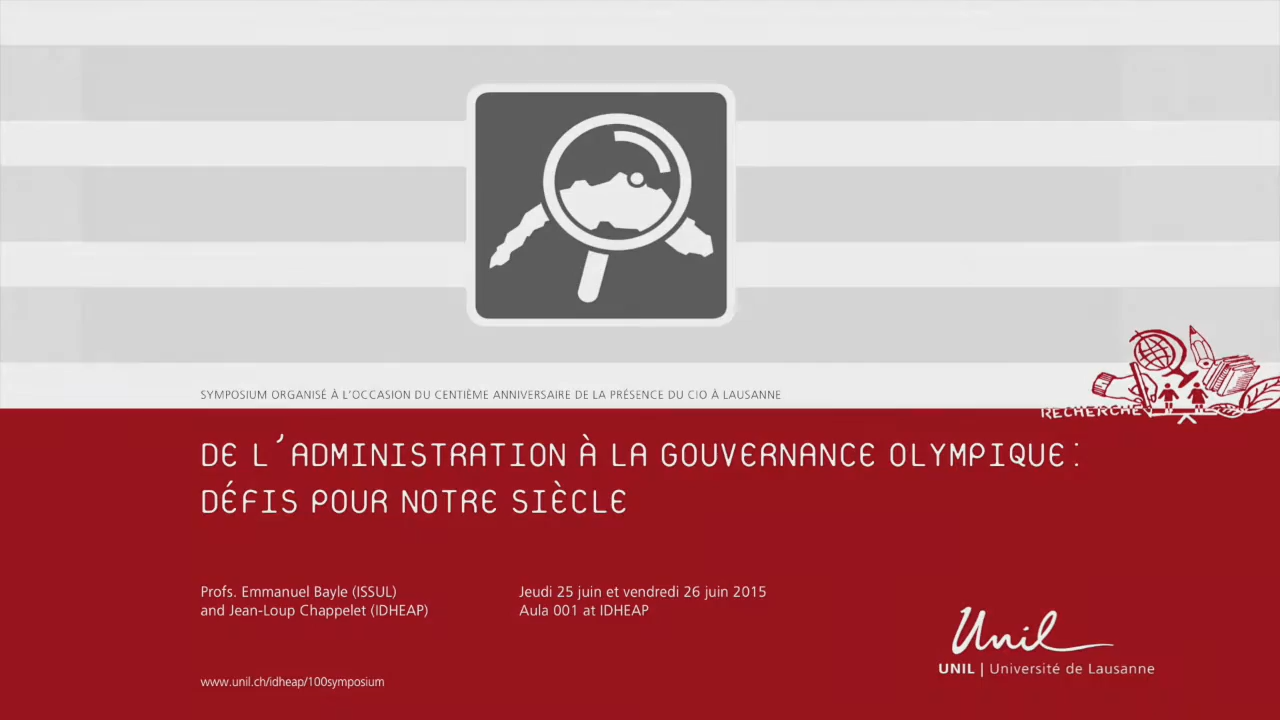 SYMPOSIUM ORGANISÉ À L'OCCASION DU CENTIÈME ANNIVERSAIRE DE LA PRÉSENCE DU CIO À LAUSANNE
RECHERCHE
DE L'ADMINISTRATION À LA GOUVERNANCE OLYMPIQUE :
DÉFIS POUR NOTRE SIÈCLE
Profs. Emmanuel Bayle (ISSUL)
and Jean-Loup Chappelet (IDHEAP)
Jeudi 25 juin et vendredi 26 juin 2015
Aula 001 at IDHEAP
Unil
UNIL | Université de Lausanne
www.unil.ch/idheap/100symposium